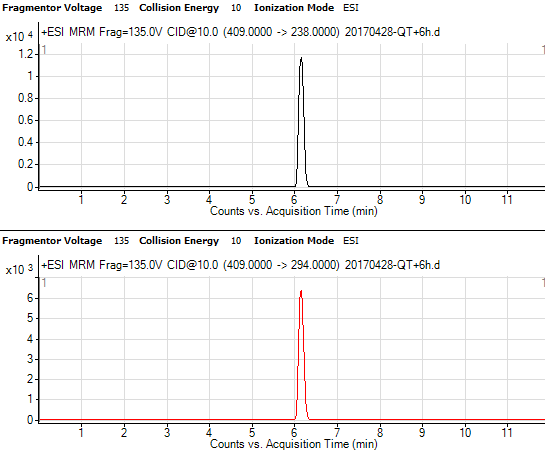 Fragmentor Voltage 135 Collision Energy 10 Ionization Mode ESI
x10 4 +ESI MRM Frag=135.0V CID@10.0 (409.0000 -> 238.0000) 20170428-QT+6h.d
1 1
1.2
1
0.8
0.6
0.4
0.2
0
1 2 3 4 5 6 7 8 9 10 11
Counts vs. Acquisition Time (min)
Fragmentor Voltage 135 Collision Energy 10 Ionization Mode ESI
x10 3 +ESI MRM Frag=135.0V CID@10.0 (409.0000 -> 294.0000) 20170428-QT+6h.d
1 1
6
5
4
3
2
1
0
1 2 3 4 5 6 7 8 9 10 11
Counts vs. Acquisition Time (min)